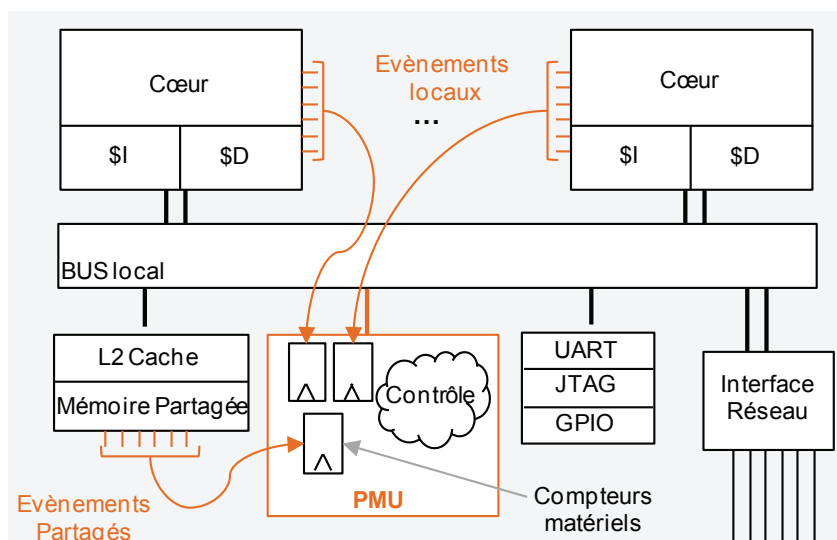 Cœur
$I
$D
Evènements
locaux
...
Cœur
$I
$D
BUS local
L2 Cache
Mémoire Partagée
Contrôle
PMU
UART
JTAG
GPIO
Interface
Réseau
Evènements
Partagés
Compteurs
matériels